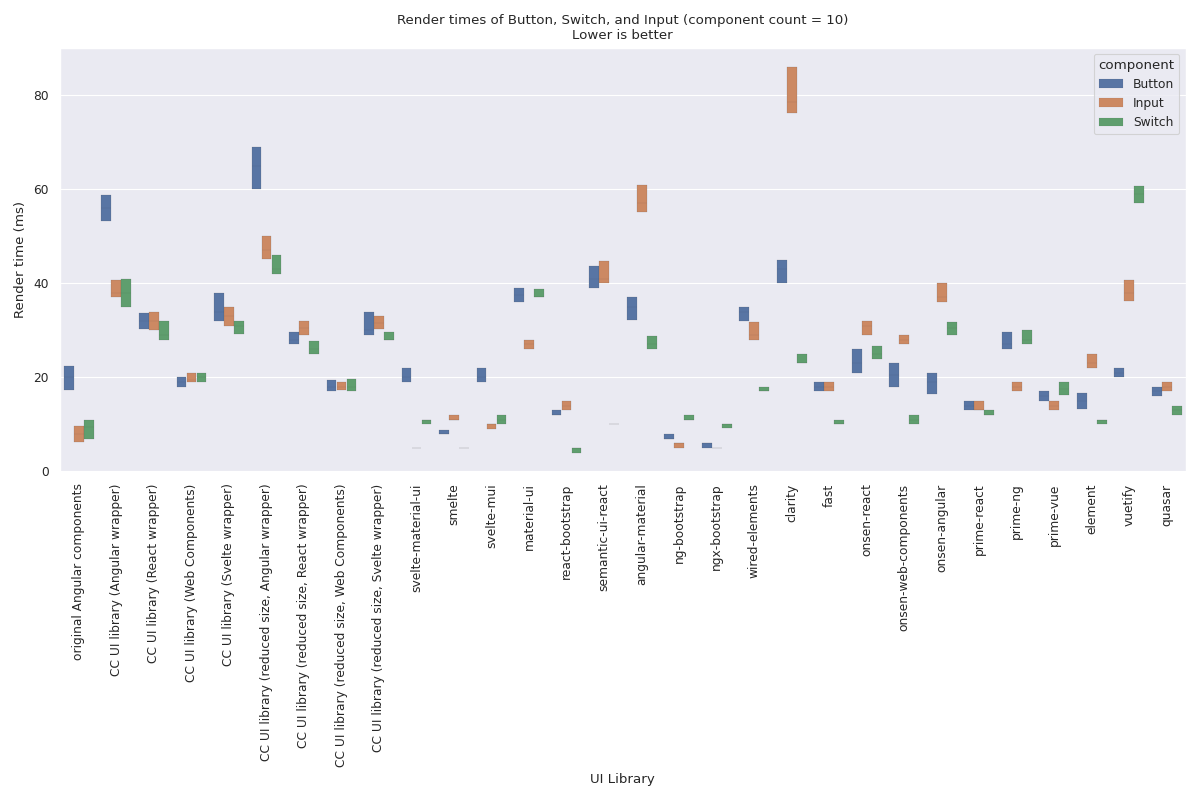 Render times of Button, Switch, and Input (component count = 10)
Lower is better
component
Button
Input
Switch
Render time (ms)
80
60
40
20
0
original Angular components
CC UI library (Angular wrappper)
CC UI library (React wrapper)
CC UI library (Web Components)
CC UI library (Svelte wrapper)
CC UI library (reduced size, Angular wrapper)
CC UI library (reduced size, React wrapper)
CC UI library (reduced size, Web Components)
CC UI library (reduced size, Svelte wrapper)
svelte-material-ui
smelte
svelte-mui
material-ui
react-bootstrap
semantic-ui-react
angular-material
ng-bootstrap
ngx-bootstrap
wired-elements
clarity
fast
onsen-react
onsen-web-components
onsen-angular
prime-react
prime-ng
prime-vue
element
vuetify
quasar
UI Library